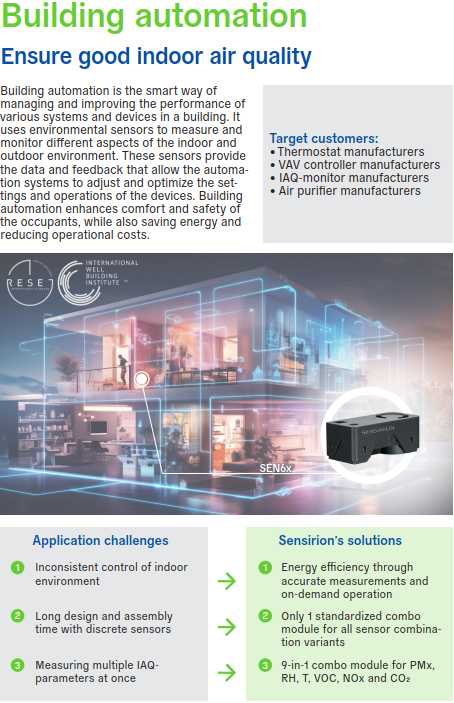 Building automation
Ensure good indoor air quality
Building automation is the smart way of
managing and improving the performance of
various systems and devices in a building. It
uses environmental sensors to measure and
monitor different aspects of the indoor and
outdoor environment. These sensors provide
the data and feedback that allow the automa-
tion systems to adjust and optimize the set-
tings and operations of the devices. Building
automation enhances comfort and safety of
the occupants, while also saving energy and
reducing operational costs.
Target customers:
• Thermostat manufacturers
• VAV controller manufacturers
• IAQ-monitor manufacturers
• Air purifier manufacturers
RESET
INTERNATIONAL
WELL
BUILDING
INSTITUTE ™
SENSIRION
SEN6x
Application challenges
1 Inconsistent control of indoor
environment
2 Long design and assembly
time with discrete sensors
3 Measuring multiple IAQ-
parameters at once
Sensirion's solutions
1 Energy efficiency through
accurate measurements and
on-demand operation
2 Only 1 standardized combo
module for all sensor combina-
tion variants
3 9-in-1 combo module for PMx,
RH, T, VOC, NOx and CO₂